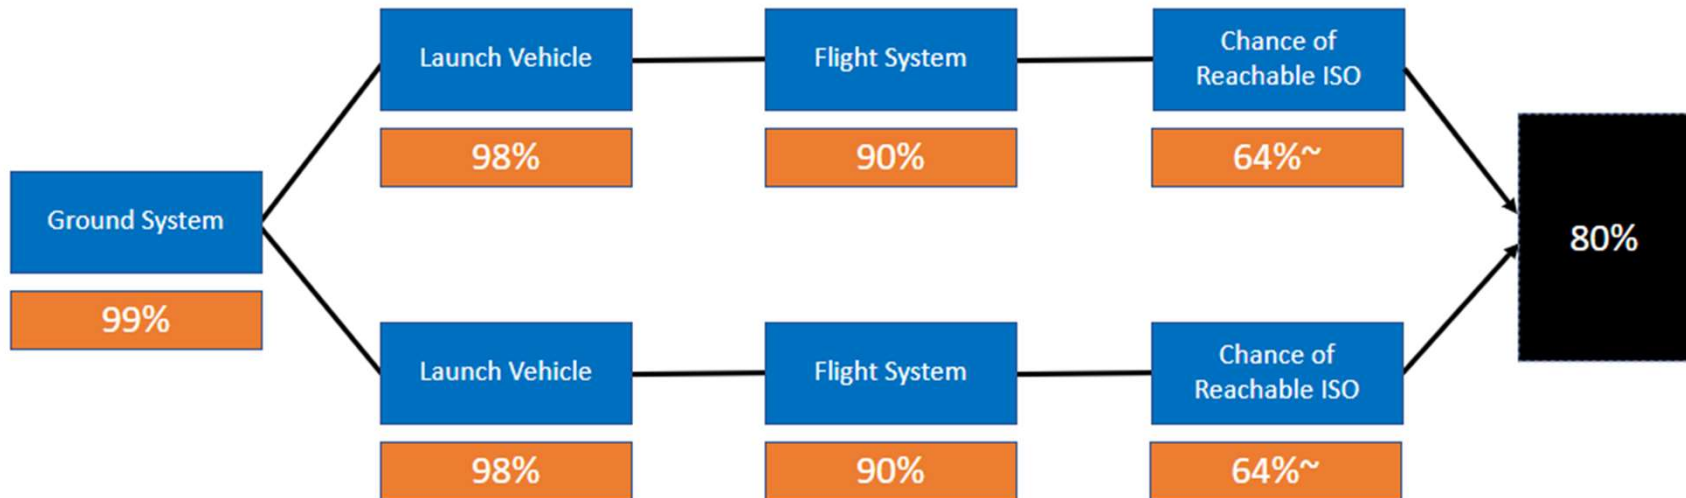 Launch Vehicle
Flight System
Chance of
Reachable ISO
98%
90%
64%~
Ground System
99%
80%
Launch Vehicle
Flight System
Chance of
Reachable ISO
98%
90%
64%~